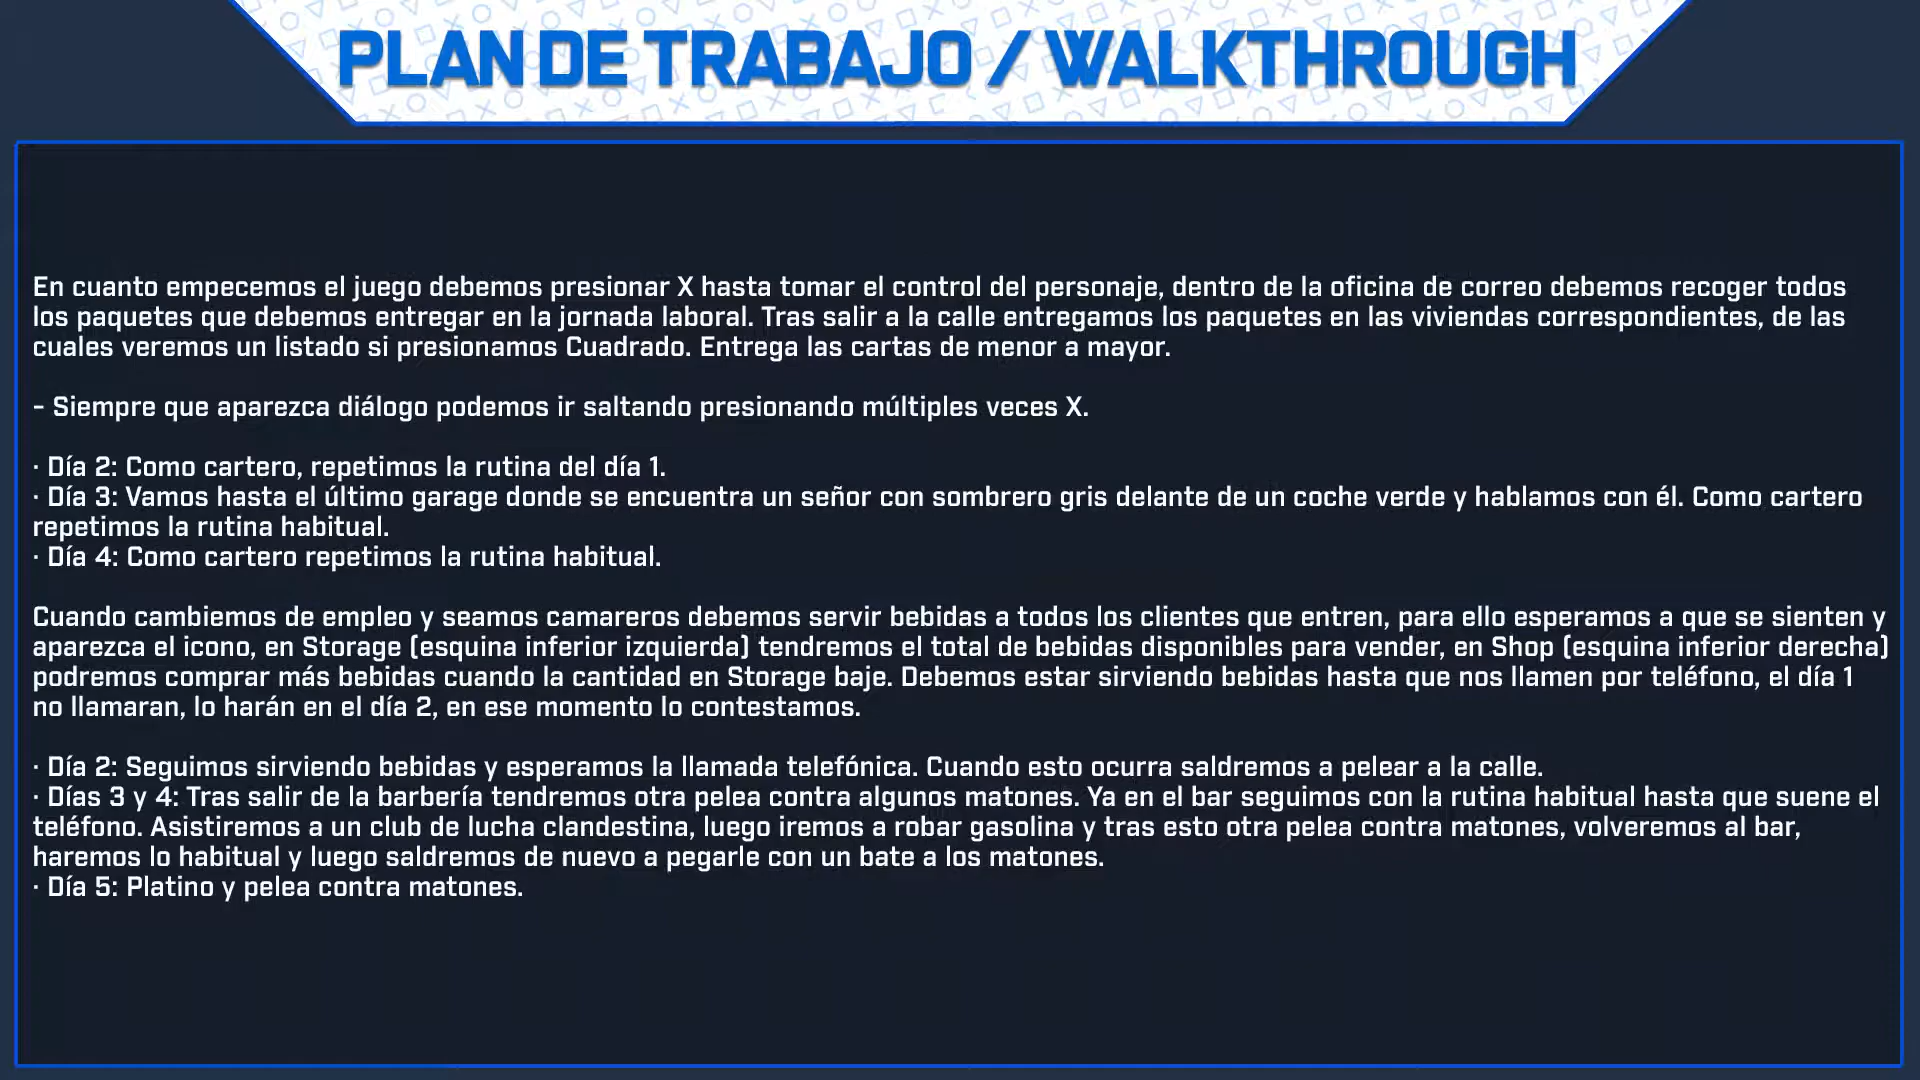 PLAN DE TRABAJO / WALKTHROUGH
En cuanto empecemos el juego debemos presionar X hasta tomar el control del personaje, dentro de la oficina de correo debemos recoger todos
los paquetes que debemos entregar en la jornada laboral. Tras salir a la calle entregamos los paquetes en las viviendas correspondientes, de las
cuales veremos un listado si presionamos Cuadrado. Entrega las cartas de menor a mayor.
- Siempre que aparezca diálogo podemos ir saltando presionando múltiples veces X.
· Día 2: Como cartero, repetimos la rutina del día 1.
· Día 3: Vamos hasta el último garage donde se encuentra un señor con sombrero gris delante de un coche verde y hablamos con él. Como cartero
repetimos la rutina habitual.
· Día 4: Como cartero repetimos la rutina habitual.
Cuando cambiemos de empleo y seamos camareros debemos servir bebidas a todos los clientes que entren, para ello esperamos a que se sienten y
aparezca el icono, en Storage (esquina inferior izquierda) tendremos el total de bebidas disponibles para vender, en Shop (esquina inferior derecha)
podremos comprar más bebidas cuando la cantidad en Storage baje. Debemos estar sirviendo bebidas hasta que nos llamen por teléfono, el día 1
no llamaran, lo harán en el día 2, en ese momento lo contestamos.
· Día 2: Seguimos sirviendo bebidas y esperamos la llamada telefónica. Cuando esto ocurra saldremos a pelear a la calle.
· Días 3 y 4: Tras salir de la barbería tendremos otra pelea contra algunos matones. Ya en el bar seguimos con la rutina habitual hasta que suene el
teléfono. Asistiremos a un club de lucha clandestina, luego iremos a robar gasolina y tras esto otra pelea contra matones, volveremos al bar,
haremos lo habitual y luego saldremos de nuevo a pegarle con un bate a los matones.
· Día 5: Platino y pelea contra matones.